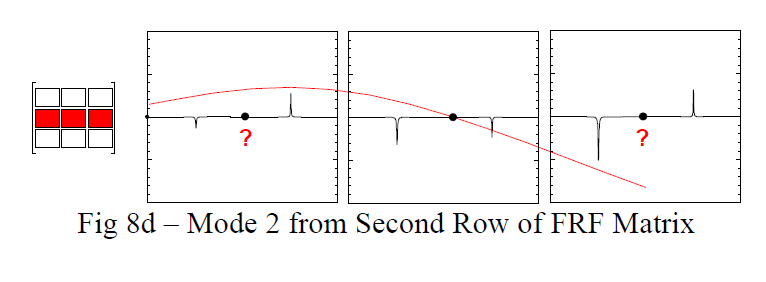 ?
?
Fig 8d – Mode 2 from Second Row of FRF Matrix